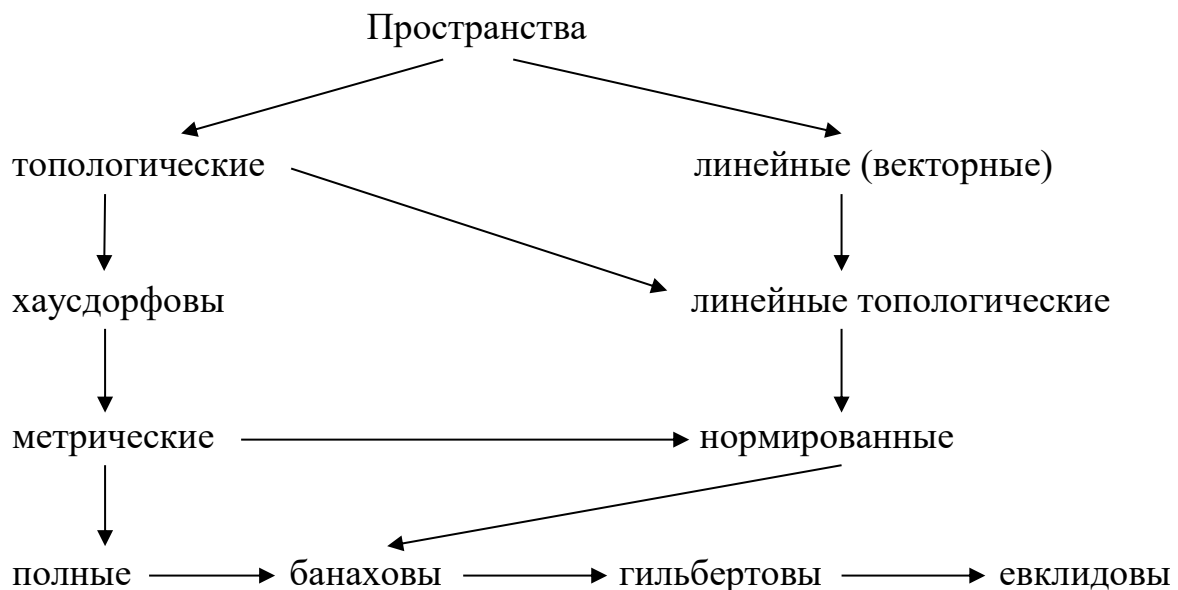 Пространства
топологические линейные (векторные)
хаусдорфовы линейные топологические
метрические нормированные
полные банаховы гильбертовы евклидовы